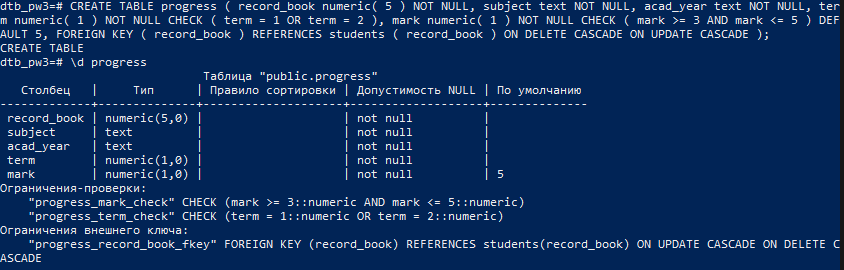 dtb_pw3=# CREATE TABLE progress ( record_book numeric( 5 ) NOT NULL, subject text NOT NULL, acad_year text NOT NULL, ter
m numeric( 1 ) NOT NULL CHECK ( term = 1 OR term = 2 ), mark numeric( 1 ) NOT NULL CHECK ( mark >= 3 AND mark <= 5 ) DEF
AULT 5, FOREIGN KEY ( record_book ) REFERENCES students ( record_book ) ON DELETE CASCADE ON UPDATE CASCADE );
CREATE TABLE
dtb_pw3=# \d progress
Таблица "public.progress"
Столбец | Тип | Правило сортировки | Допустимость NULL | По умолчанию
-------------+--------------+--------------------+-------------------+--------------
record_book | numeric(5,0) | | not null |
subject | text | | not null |
acad_year | text | | not null |
term | numeric(1,0) | | not null |
mark | numeric(1,0) | | not null | 5
Ограничения-проверки:
"progress_mark_check" CHECK (mark >= 3::numeric AND mark <= 5::numeric)
"progress_term_check" CHECK (term = 1::numeric OR term = 2::numeric)
Ограничения внешнего ключа:
"progress_record_book_fkey" FOREIGN KEY (record_book) REFERENCES students(record_book) ON UPDATE CASCADE ON DELETE C
ASCADE